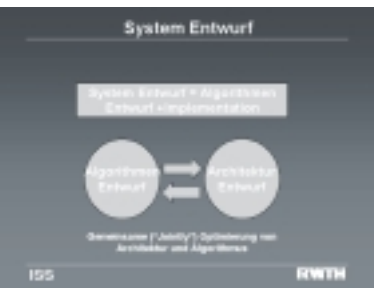 System Entwurf
System Entwurf = Algorithmen
Entwurf +Implementation
Algorithmen
Entwurf
Architektur
Entwurf
Gemeinsame ("Jointly") Optimierung von
Architektur und Algorithmus
ISS
RWTH